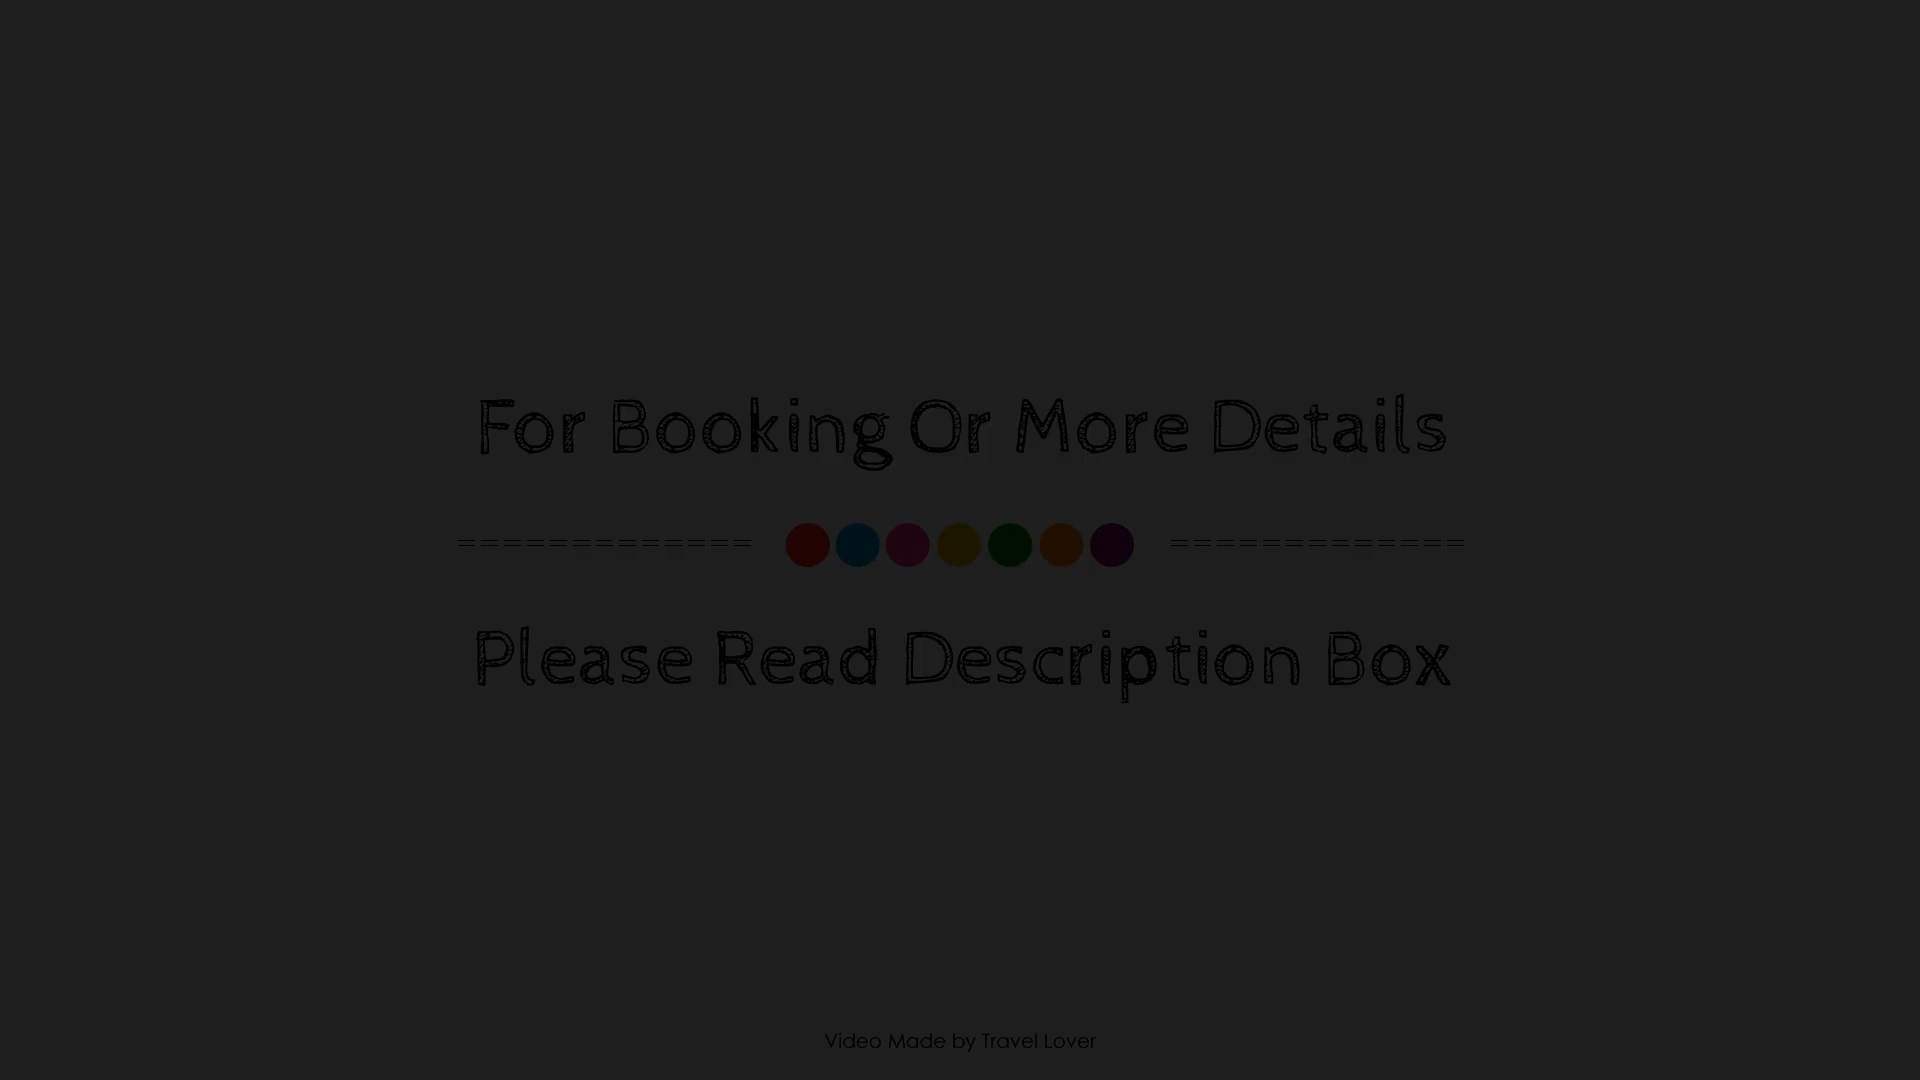 For Booking Or More Details
============= =============
Please Read Description Box
Video Made by Travel Lover